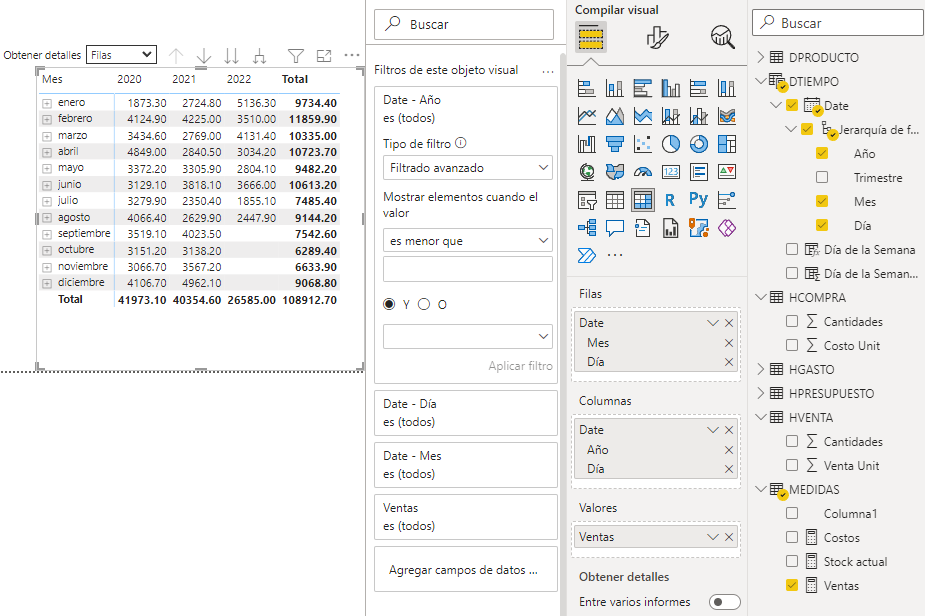 Obtener detalles Filas
Mes 2020 2021 2022 Total
enero 1873.30 2724.80 5136.30 9734.40
febrero 4124.90 4225.00 3510.00 11859.90
marzo 3434.60 2769.00 4131.40 10335.00
abril 4849.00 2840.50 3034.20 10723.70
mayo 3372.20 3305.90 2804.10 9482.20
junio 3129.10 3818.10 3666.00 10613.20
julio 3279.90 2350.40 1855.10 7485.40
agosto 4066.40 2629.90 2447.90 9144.20
septiembre 3519.10 4023.50 7542.60
octubre 3151.20 3138.20 6289.40
noviembre 3066.70 3567.20 6633.90
diciembre 4106.70 4962.10 9068.80
Total 41973.10 40354.60 26585.00 108912.70
Buscar
Filtros de este objeto visual ...
Date - Año
es (todos)
Tipo de filtro
Filtrado avanzado
Mostrar elementos cuando el
valor
es menor que
Y O
Aplicar filtro
Date - Día
es (todos)
Date - Mes
es (todos)
Ventas
es (todos)
Agregar campos de datos ...
Compilar visual
123
R Py
...
Filas
Date
Mes
Día
Columnas
Date
Año
Día
Valores
Ventas
Obtener detalles
Entre varios informes
Buscar
DPRODUCTO
DTIEMPO
Date
Jerarquía de f...
Año
Trimestre
Mes
Día
Día de la Semana
Día de la Seman...
HCOMPRA
Cantidades
Costo Unit
HGASTO
HPRESUPUESTO
HVENTA
Cantidades
Venta Unit
MEDIDAS
Columna1
Costos
Stock actual
Ventas